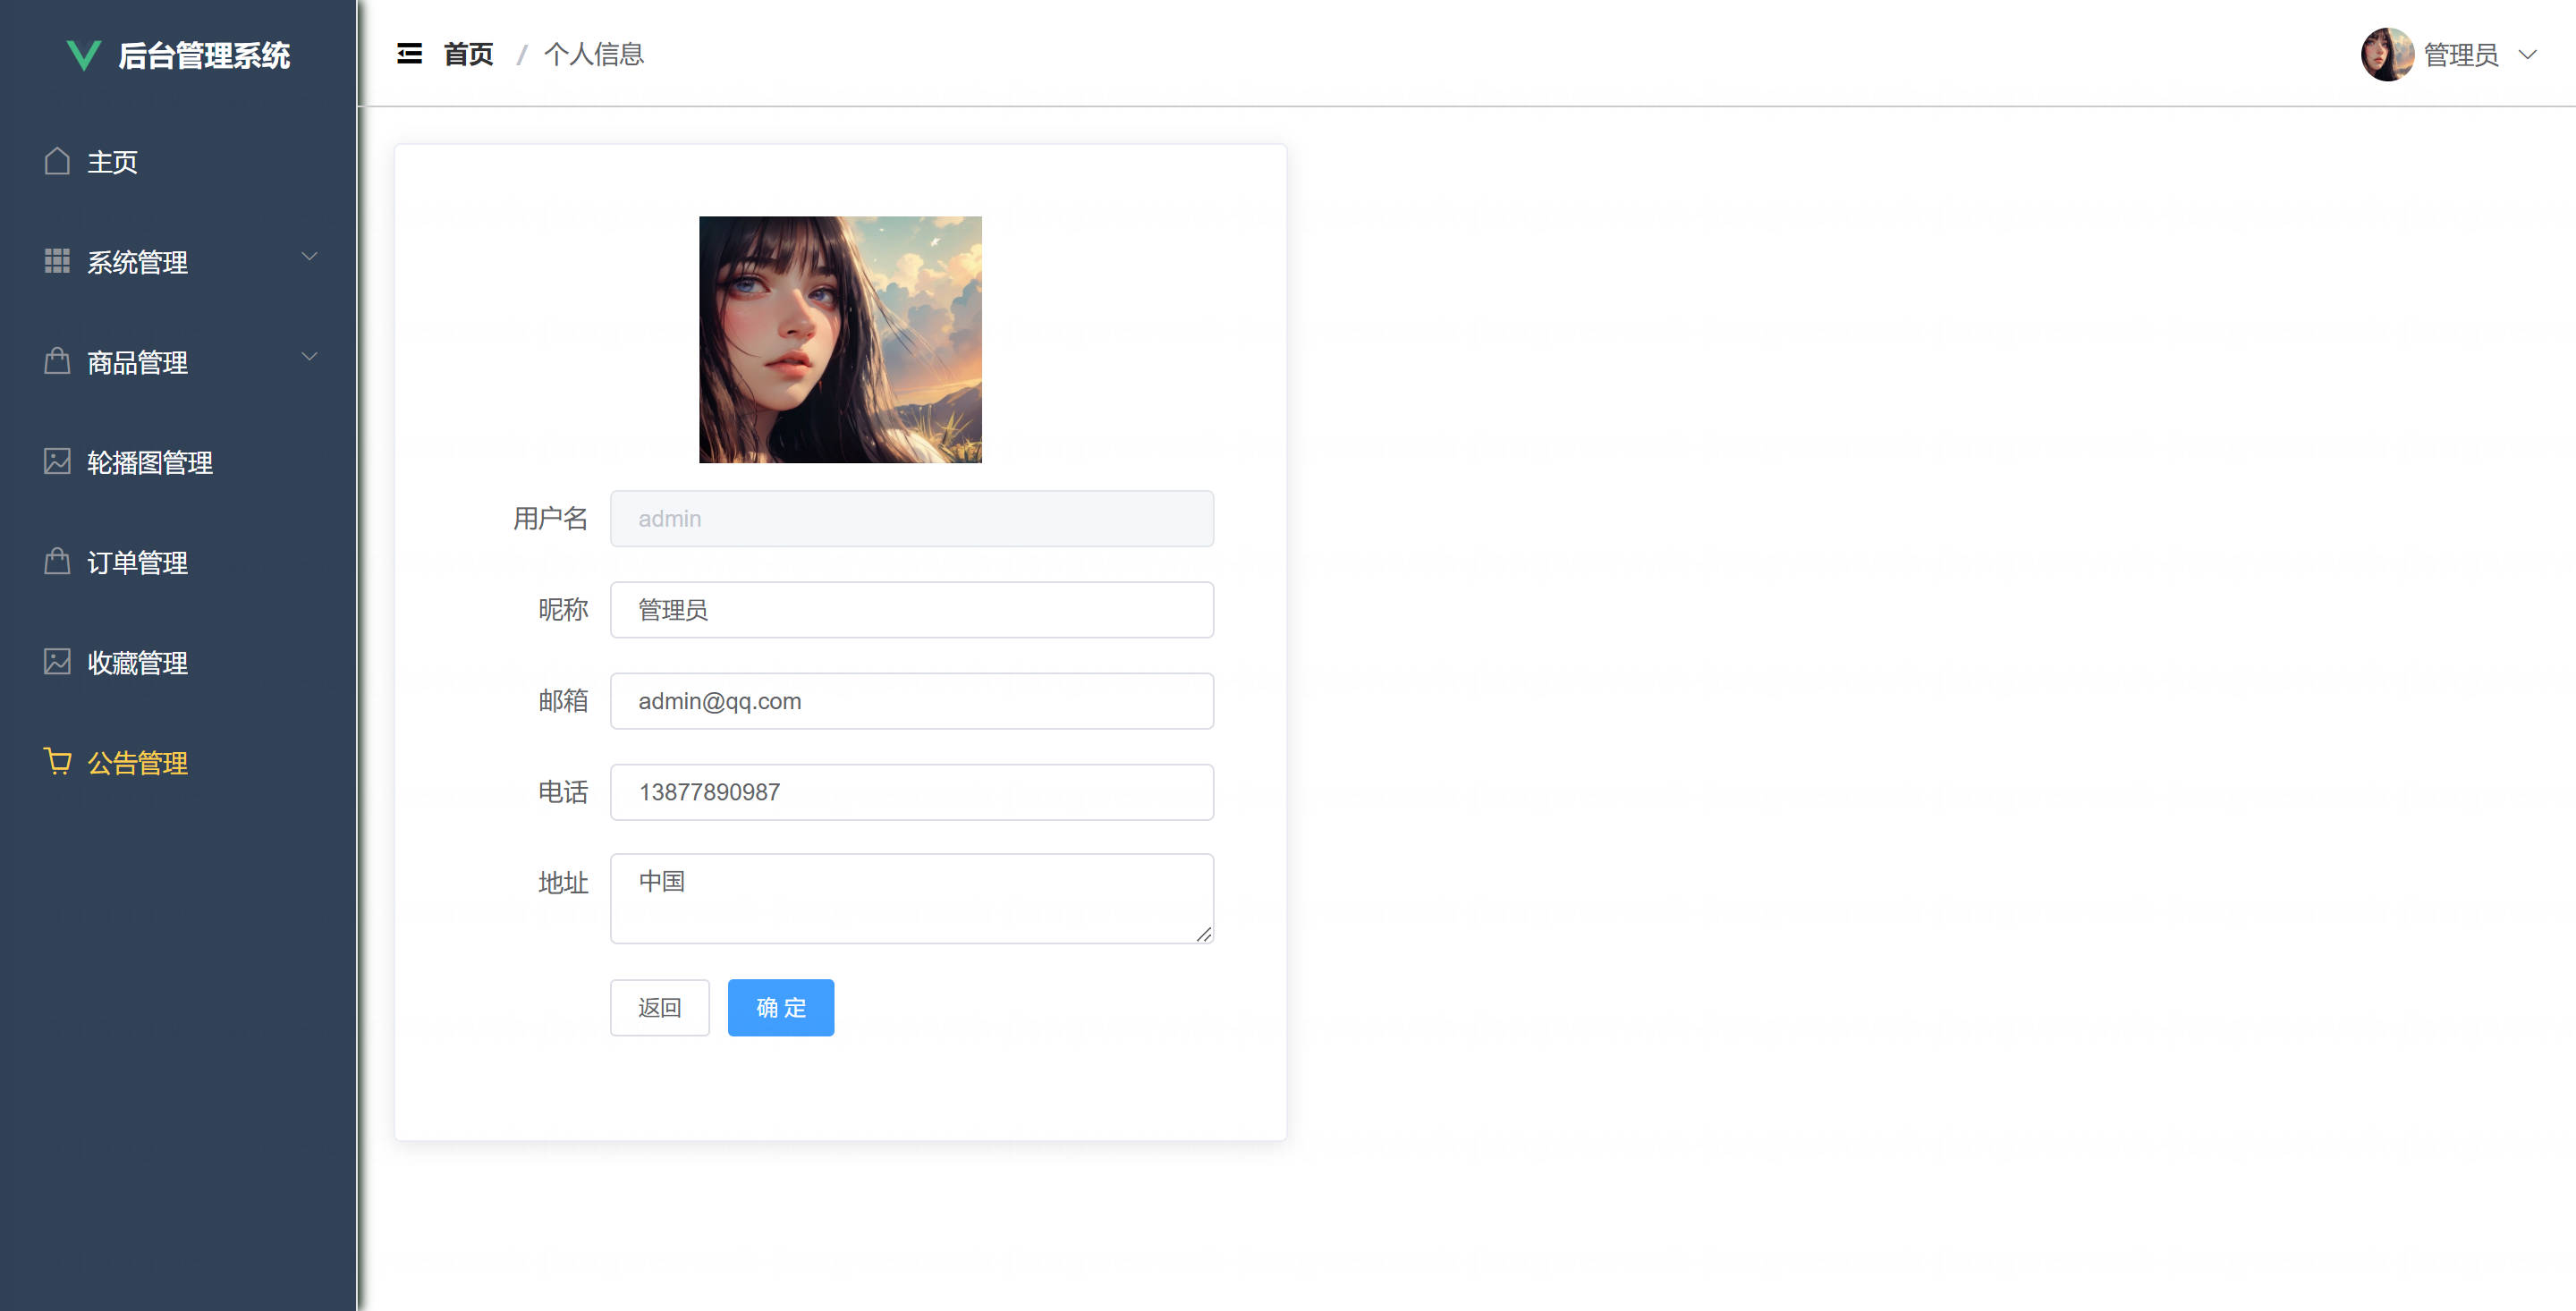 后台管理系统
首页 / 个人信息
管理员
主页
系统管理
商品管理
轮播图管理
订单管理
收藏管理
公告管理
用户名 admin
昵称 管理员
邮箱 admin@qq.com
电话 13877890987
地址 中国
返回 确 定